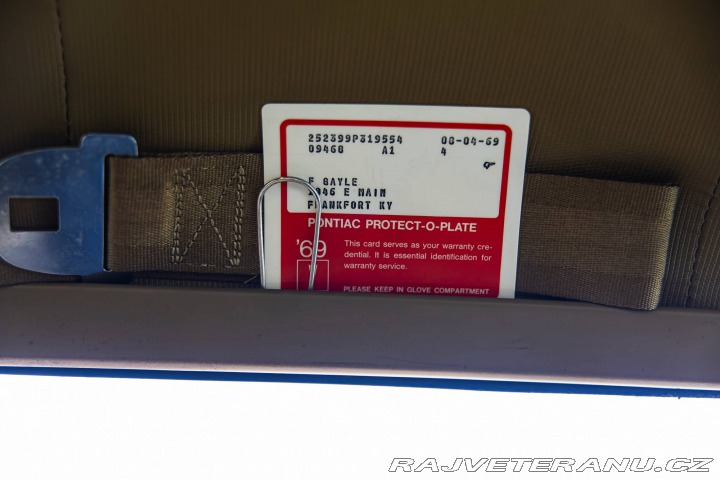 252399P319554 08-04-69
09468 A1 4
E GAYLE
E MAIN
FRANKFORT KY
PONTIAC PROTECT-O-PLATE
'69
This card serves as your warranty cre-
dential. It is essential identification for
warranty service.
PLEASE KEEP IN GLOVE COMPARTMENT
RAJVETERANU.CZ